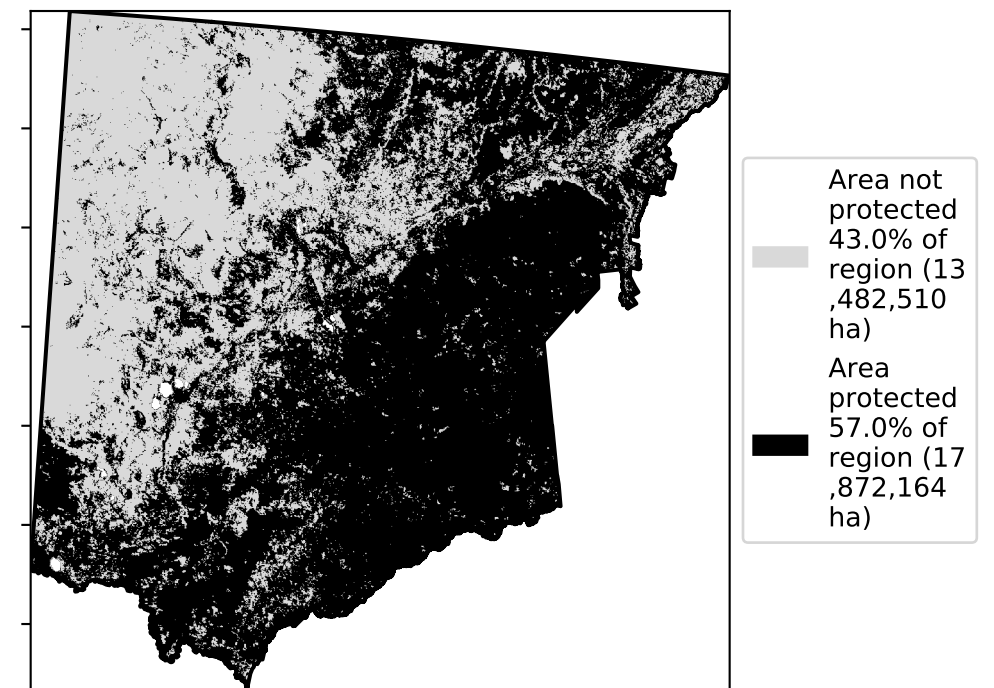 Area not
protected
43.0% of
region (13
,482,510
ha)
Area
protected
57.0% of
region (17
,872,164
ha)